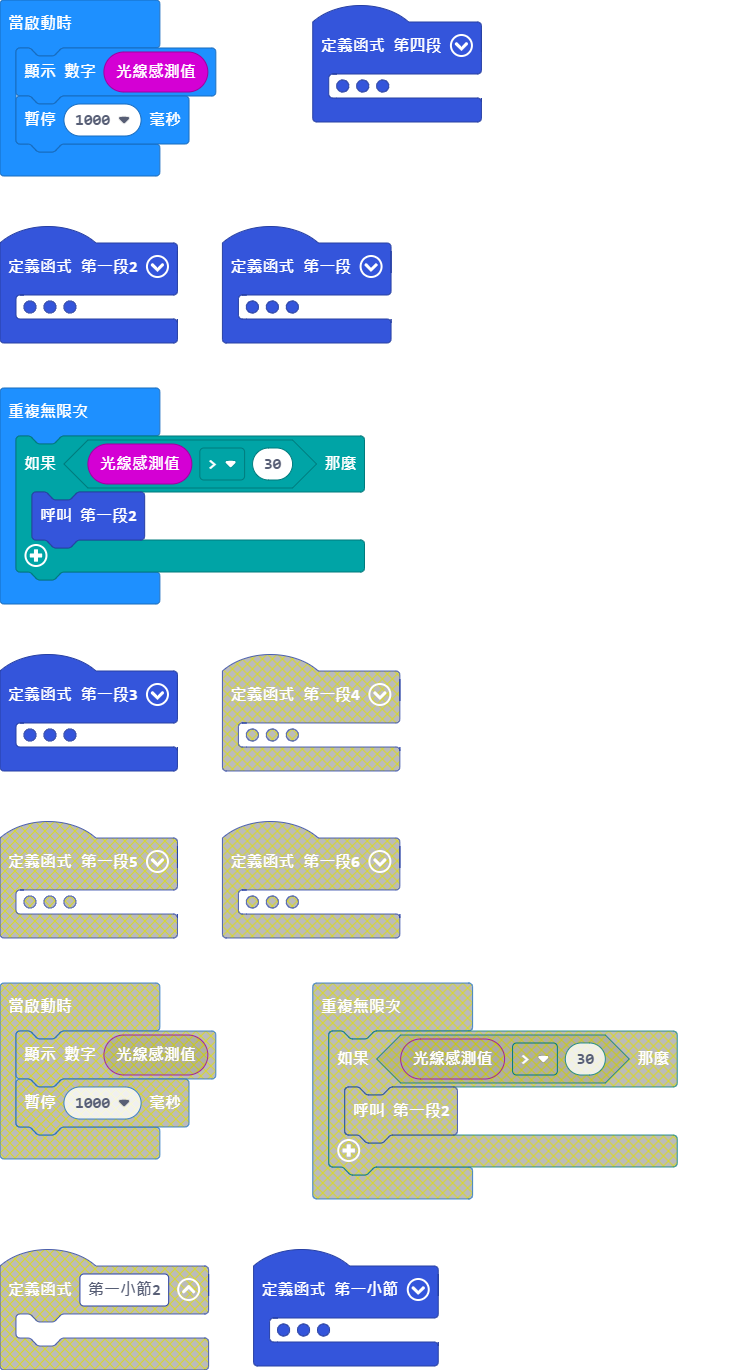 當啟動時
顯示 數字 光線感測值
暫停 1000 毫秒
定義函式 第四段
定義函式 第一段2
定義函式 第一段
重複無限次
如果 光線感測值 > 30 那麼
呼叫 第一段2
定義函式 第一段3
定義函式 第一段4
定義函式 第一段5
定義函式 第一段6
當啟動時
顯示 數字 光線感測值
暫停 1000 毫秒
重複無限次
如果 光線感測值 > 30 那麼
呼叫 第一段2
定義函式 第一小節2
定義函式 第一小節